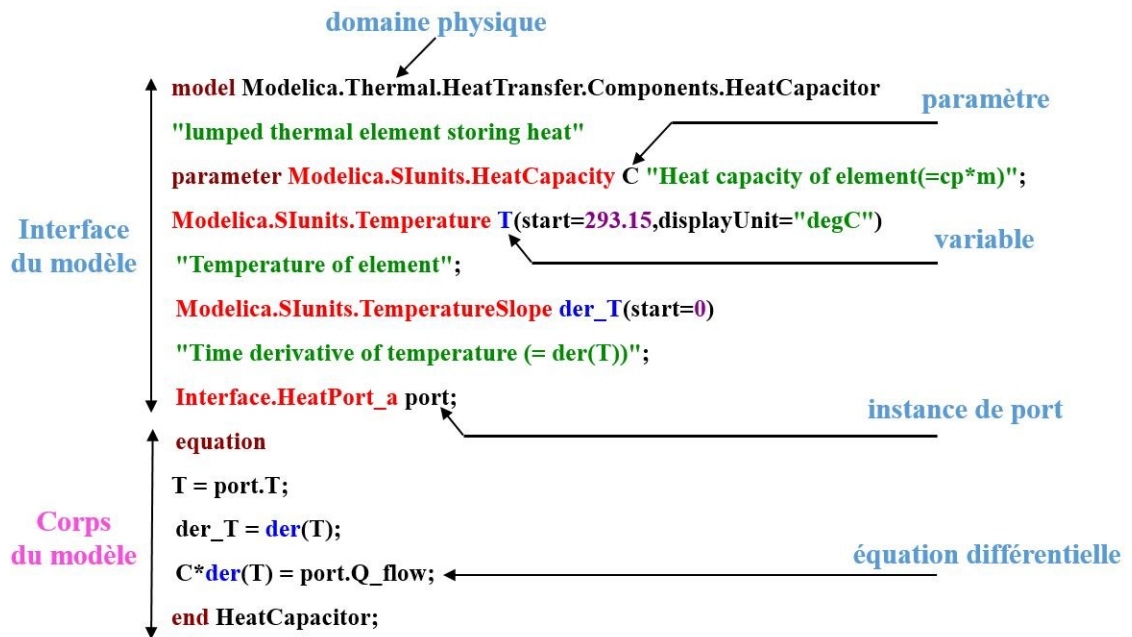 domaine physique
model Modelica.Thermal.HeatTransfer.Components.HeatCapacitor
paramètre
"lumped thermal element storing heat"
parameter Modelica.SIunits.HeatCapacity C "Heat capacity of element(=cp*m)";
Modelica.SIunits.Temperature T(start=293.15,displayUnit="degC")
Interface
du modèle
variable
"Temperature of element";
Modelica.SIunits.TemperatureSlope der_T(start=0)
"Time derivative of temperature (= der(T))";
Interface.HeatPort_a port;
instance de port
equation
T = port.T;
Corps
du modèle
der_T = der(T);
équation différentielle
C*der(T) = port.Q_flow;
end HeatCapacitor;